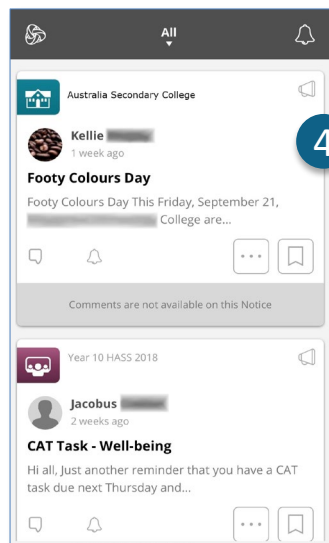 All
Australia Secondary College
Kellie
1 week ago
4
Footy Colours Day
Footy Colours Day This Friday, September 21,
College are...
Comments are not available on this Notice
Year 10 HASS 2018
Jacobus
2 weeks ago
CAT Task - Well-being
Hi all, Just another reminder that you have a CAT
task due next Thursday and...